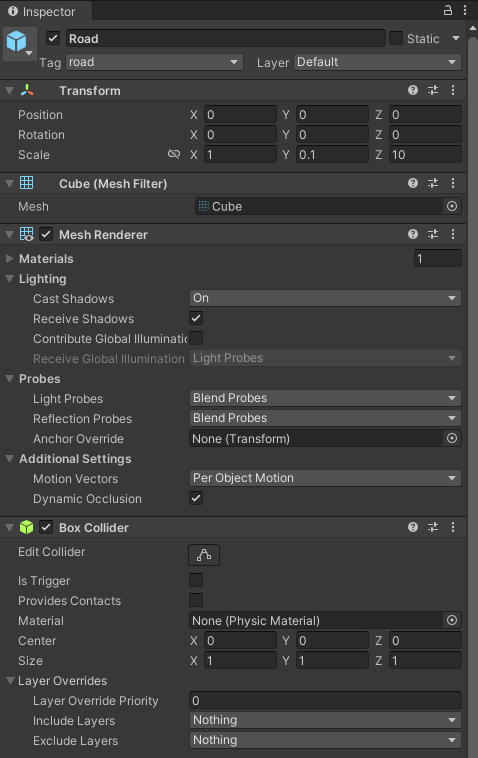 Inspector
Road
Static
Tag road Layer Default
Transform
Position X 0 Y 0 Z 0
Rotation X 0 Y 0 Z 0
Scale X 1 Y 0.1 Z 10
Cube (Mesh Filter)
Mesh Cube
Mesh Renderer
Materials 1
Lighting
Cast Shadows On
Receive Shadows
Contribute Global Illuminatio
Receive Global Illumination Light Probes
Probes
Light Probes Blend Probes
Reflection Probes Blend Probes
Anchor Override None (Transform)
Additional Settings
Motion Vectors Per Object Motion
Dynamic Occlusion
Box Collider
Edit Collider
Is Trigger
Provides Contacts
Material None (Physic Material)
Center X 0 Y 0 Z 0
Size X 1 Y 1 Z 1
Layer Overrides
Layer Override Priority 0
Include Layers Nothing
Exclude Layers Nothing